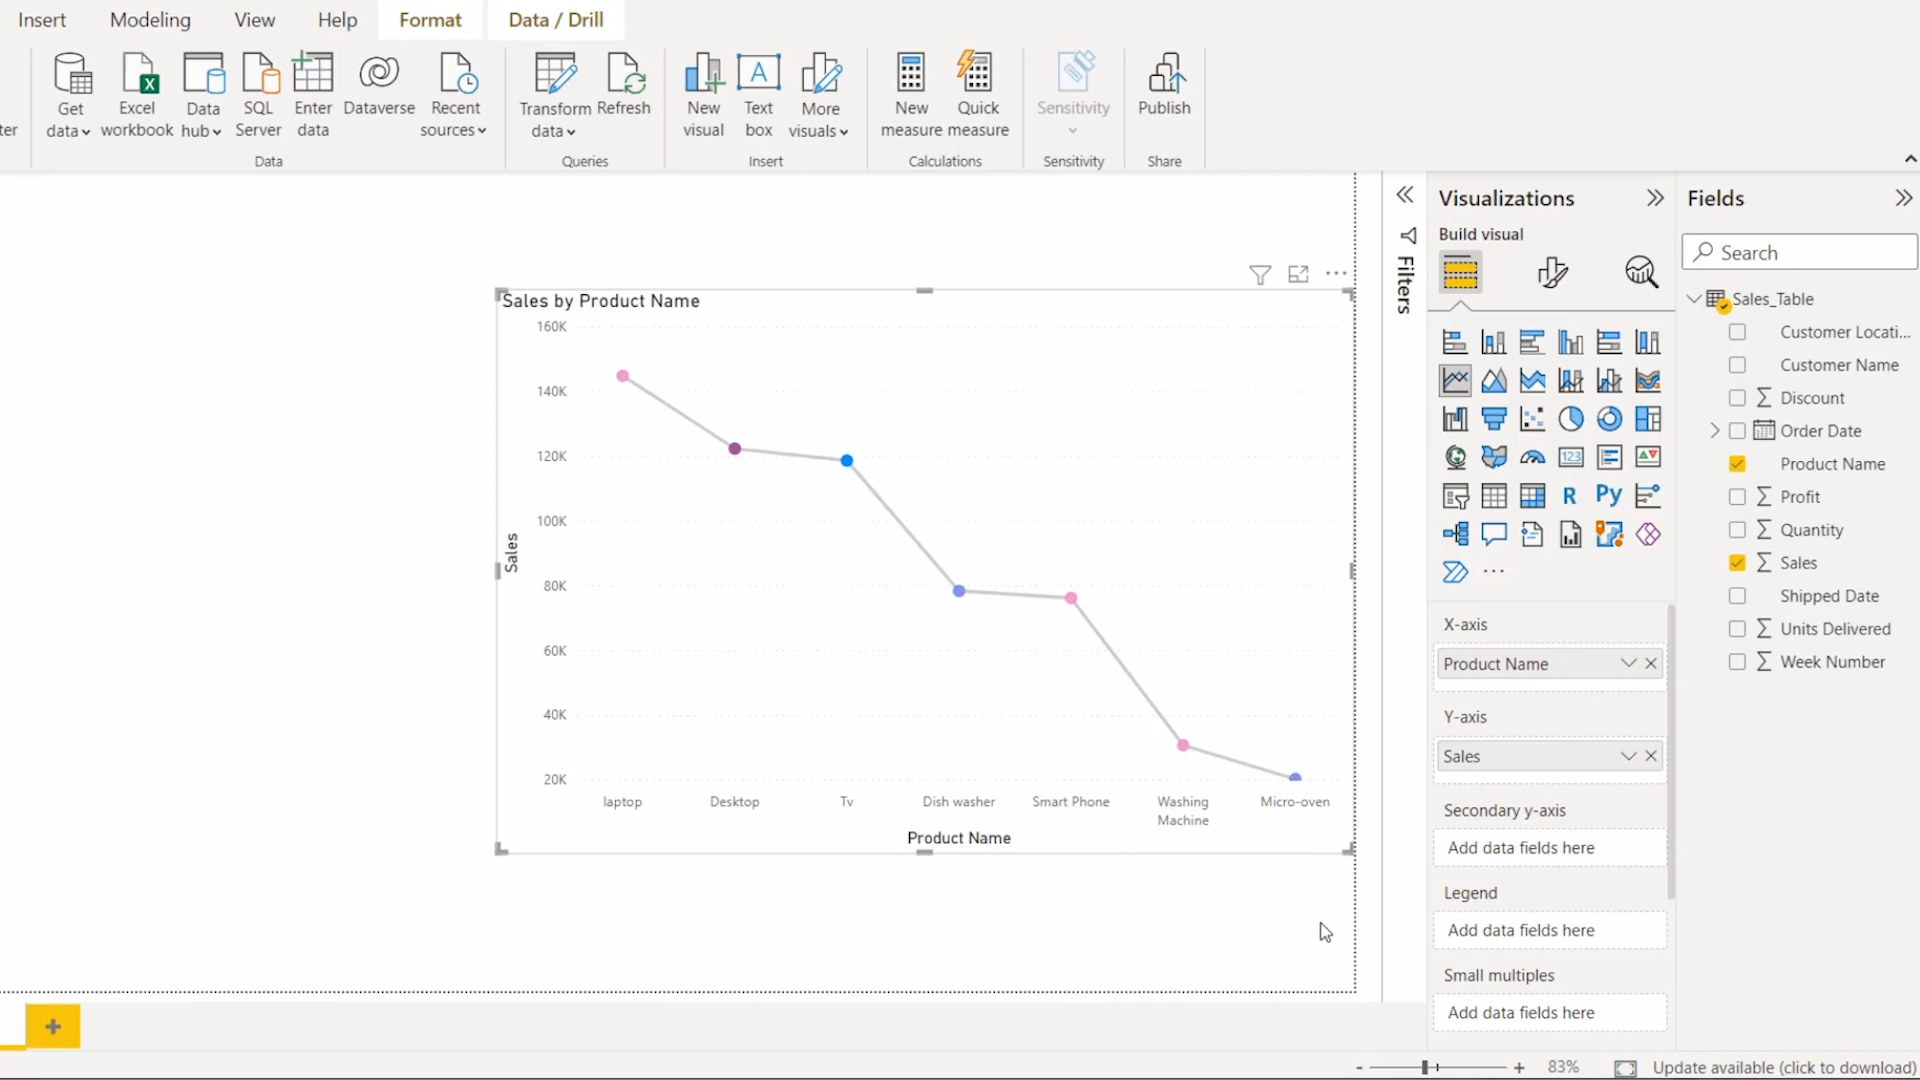 Insert
Modeling
View
Help
Format
Data / Drill
ter
Get
data
Excel
workbook
Data
hub
SQL
Server
Enter
data
Dataverse
Recent
sources
Data
Transform
data
Refresh
Queries
New
visual
Text
box
More
visuals
Insert
New
measure
Quick
measure
Calculations
Sensitivity
Sensitivity
Publish
Share
Sales by Product Name
160K
140K
120K
100K
80K
60K
40K
20K
Sales
laptop
Desktop
Tv
Dish washer
Smart Phone
Washing
Machine
Micro-oven
Product Name
Filters
Visualizations
Build visual
123
R
Py
X-axis
Product Name
Y-axis
Sales
Secondary y-axis
Add data fields here
Legend
Add data fields here
Small multiples
Add data fields here
Fields
Search
Sales_Table
Customer Locati...
Customer Name
Discount
Order Date
Product Name
Profit
Quantity
Sales
Shipped Date
Units Delivered
Week Number
83%
Update available (click to download)